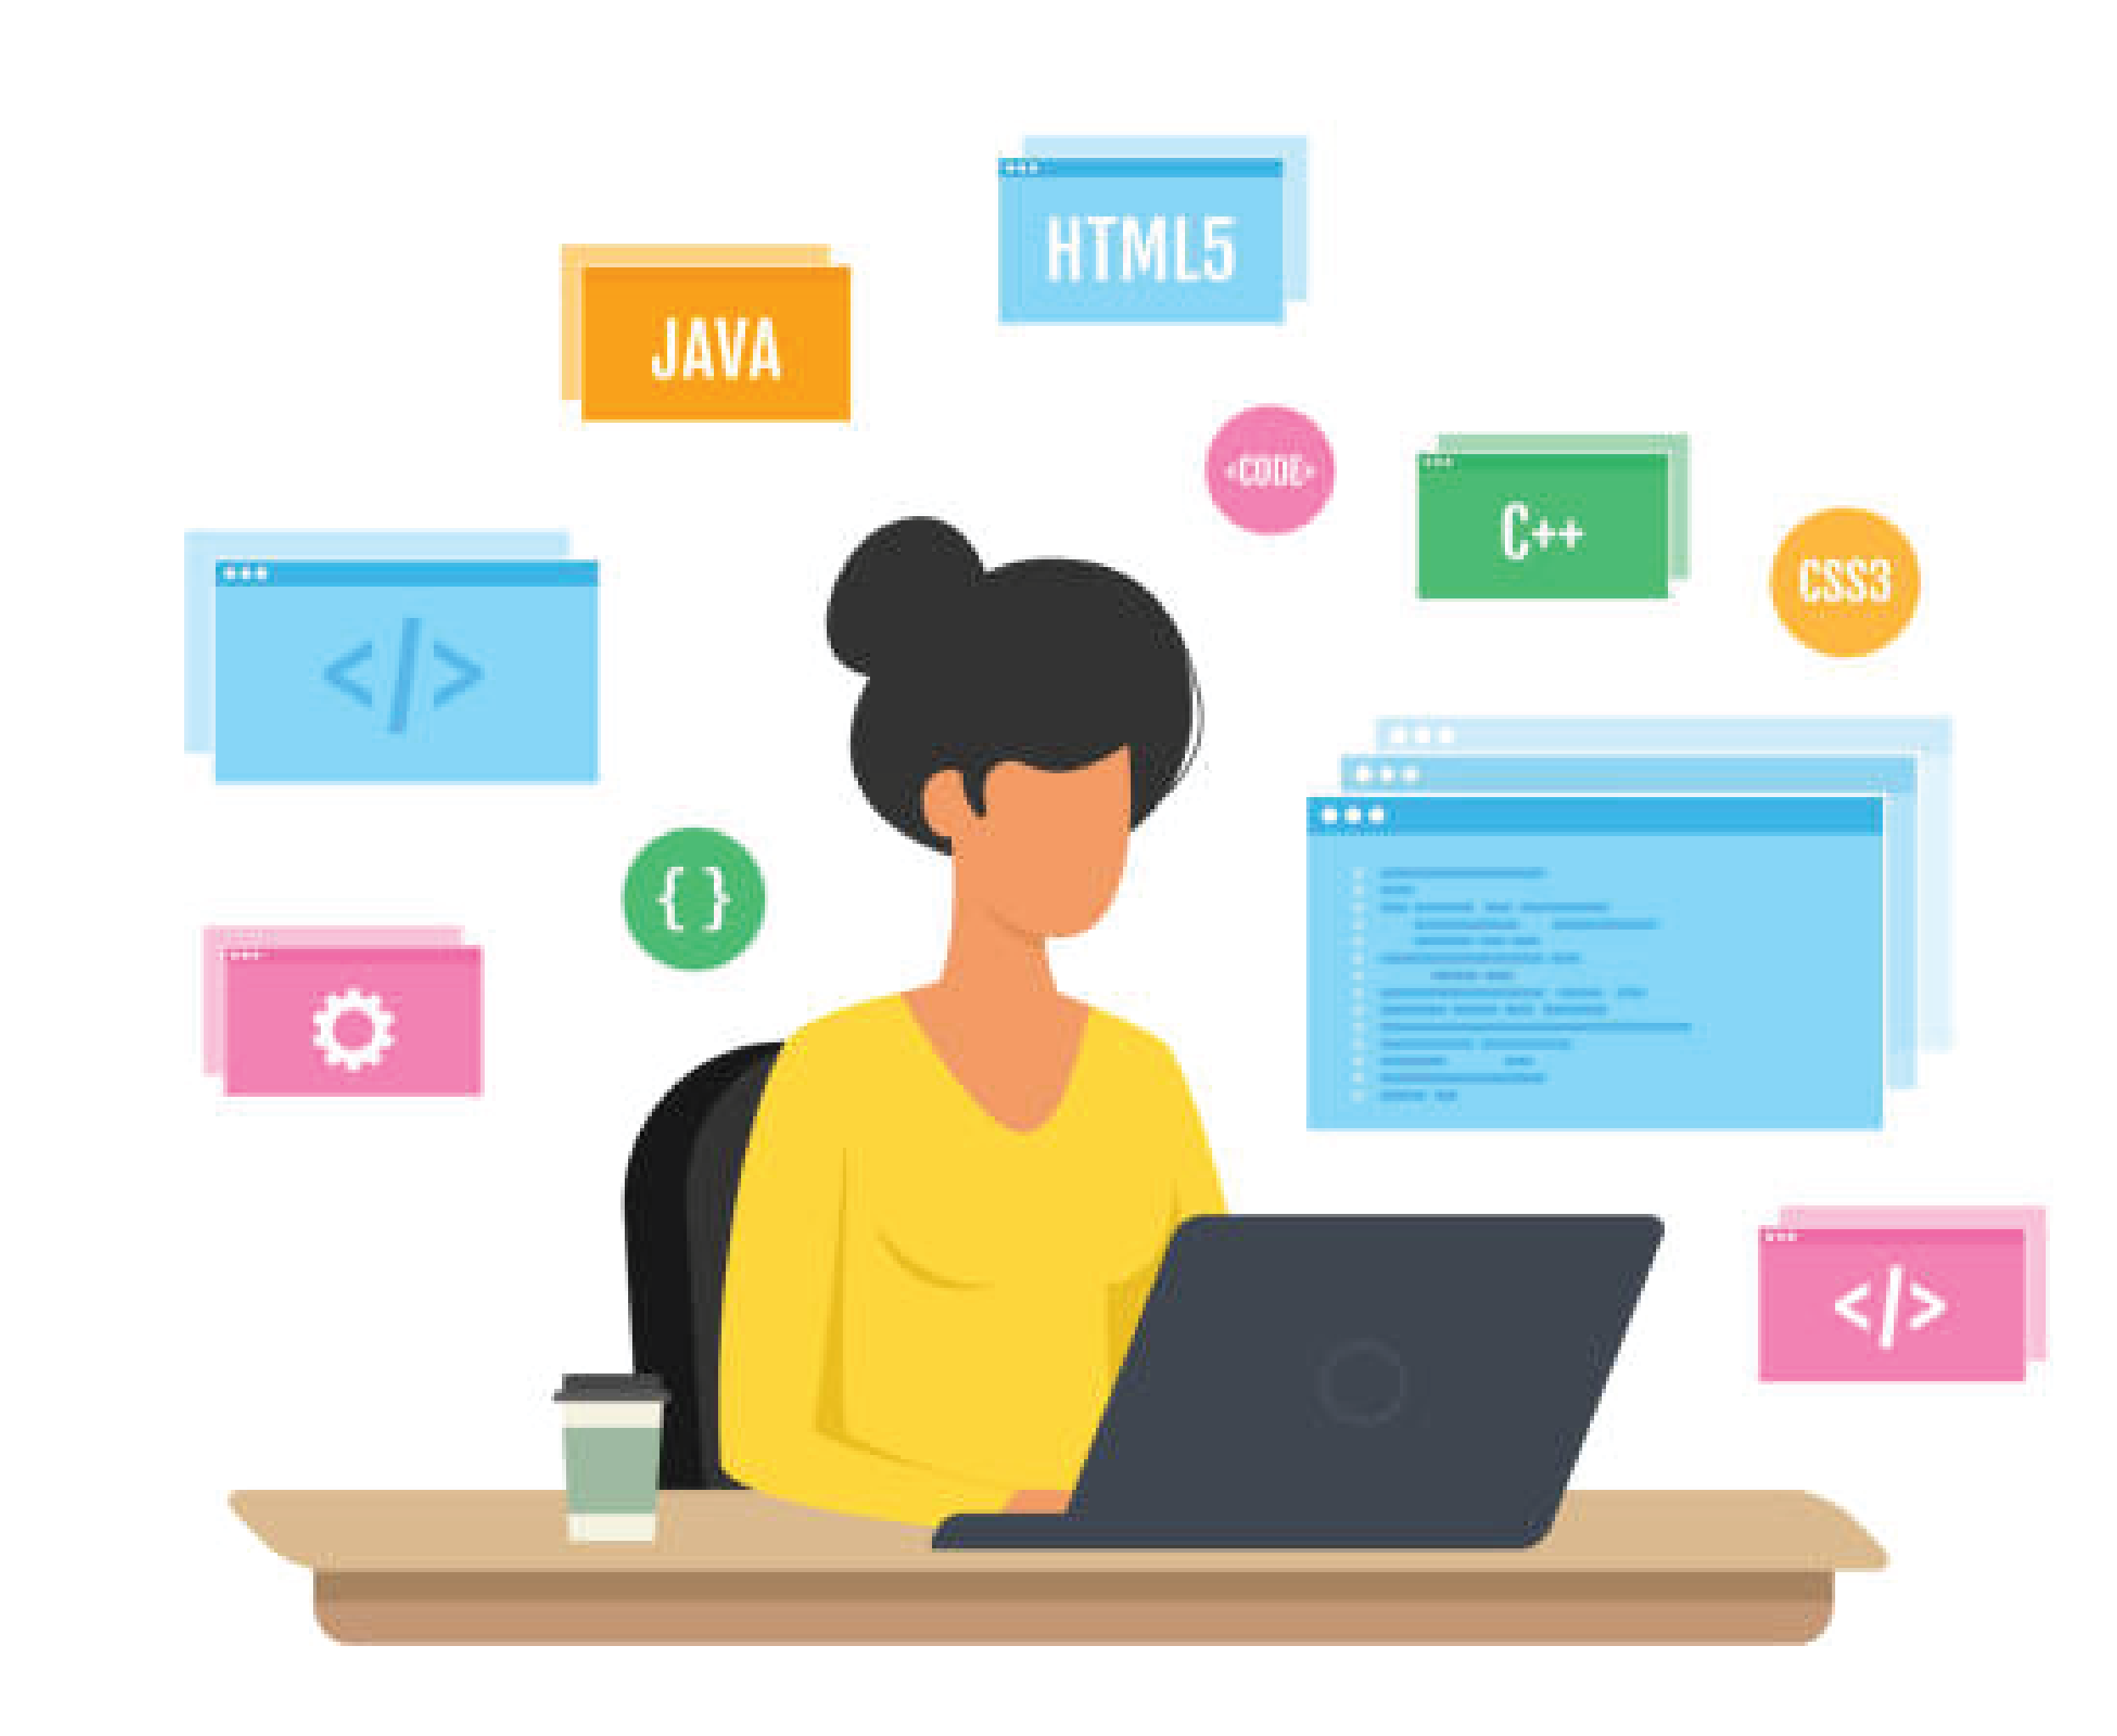 HTML5
JAVA
<CODE>
C++
CSS3
</>
{ }
</>